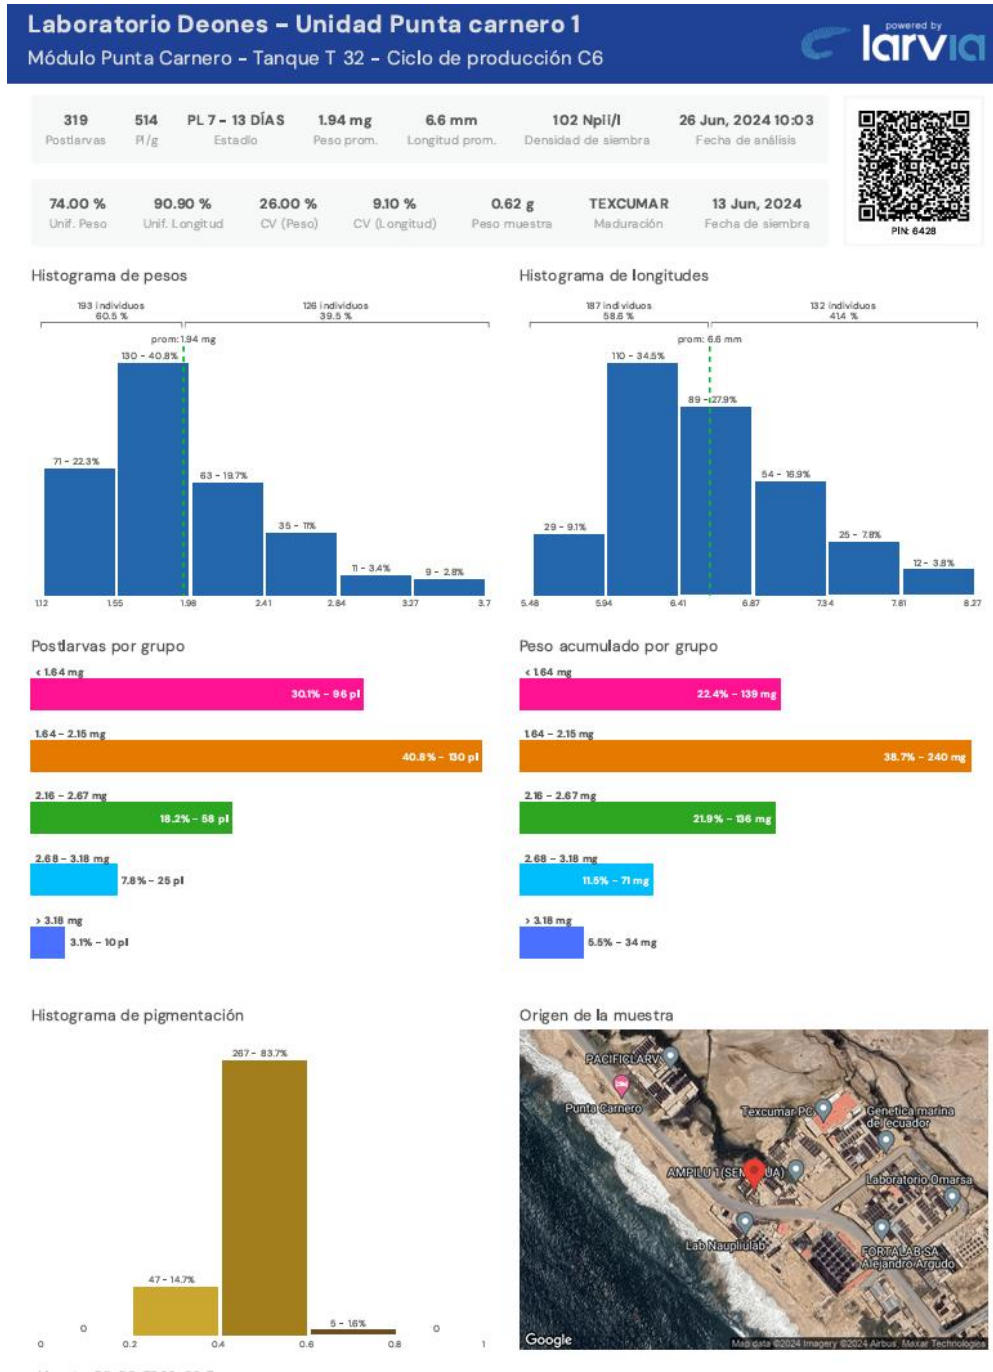 Laboratorio Deones – Unidad Punta carnero 1
Módulo Punta Carnero – Tanque T 32 – Ciclo de producción C6
powered by
larvia
319 514 PL 7 – 13 DÍAS 1.94 mg 6.6 mm 102 Npii/l 26 Jun, 2024 10:03
Postlarvas Pl/g Estadío Peso prom. Longitud prom. Densidad de siembra Fecha de análisis
74.00 % 90.90 % 26.00 % 9.10 % 0.62 g TEXCUMAR 13 Jun, 2024
Unif. Peso Unif. Longitud CV (Peso) CV (Longitud) Peso muestra Maduración Fecha de siembra
PIN: 6428
Histograma de pesos
193 individuos 126 individuos
60.5 % 39.5 %
prom: 1.94 mg
130 – 40.8%
71 – 22.3%
63 – 19.7%
35 – 11%
11 – 3.4%
9 – 2.8%
1.12 1.55 1.98 2.41 2.84 3.27 3.7
Histograma de longitudes
187 individuos 132 individuos
58.6 % 41.4 %
prom: 6.6 mm
110 – 34.5%
89 – 27.9%
54 – 16.9%
29 – 9.1%
25 – 7.8%
12 – 3.8%
5.48 5.94 6.41 6.87 7.34 7.81 8.27
Postlarvas por grupo
< 1.64 mg
30.1% – 96 pl
1.64 – 2.15 mg
40.8% – 130 pl
2.16 – 2.67 mg
18.2% – 58 pl
2.68 – 3.18 mg
7.8% – 25 pl
> 3.18 mg
3.1% – 10 pl
Peso acumulado por grupo
< 1.64 mg
22.4% – 139 mg
1.64 – 2.15 mg
38.7% – 240 mg
2.16 – 2.67 mg
21.9% – 136 mg
2.68 – 3.18 mg
11.5% – 71 mg
> 3.18 mg
5.5% – 34 mg
Histograma de pigmentación
267 – 83.7%
47 – 14.7%
5 – 1.6%
0 0
0 0.2 0.4 0.6 0.8 1
Origen de la muestra
PACIFICLARV
Punta Carnero
Texcumar PC
Genetica marina
de ecuador
AMPILU 1(SEM UA)
Laboratorio Omarsa
Lab Naupliulab
FORTALAB SA
Alejandro Argudo
Google
Map data ©2024 Imagery ©2024 Airbus, Maxar Technologies